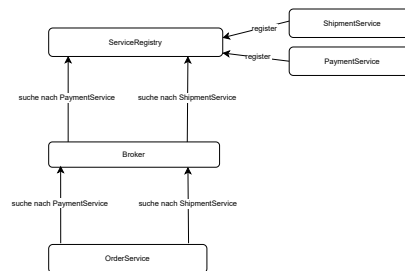 ShipmentService
register
ServiceRegistry
register
PaymentService
suche nach PaymentService
suche nach ShipmentService
Broker
suche nach PaymentService
suche nach ShipmentService
OrderService